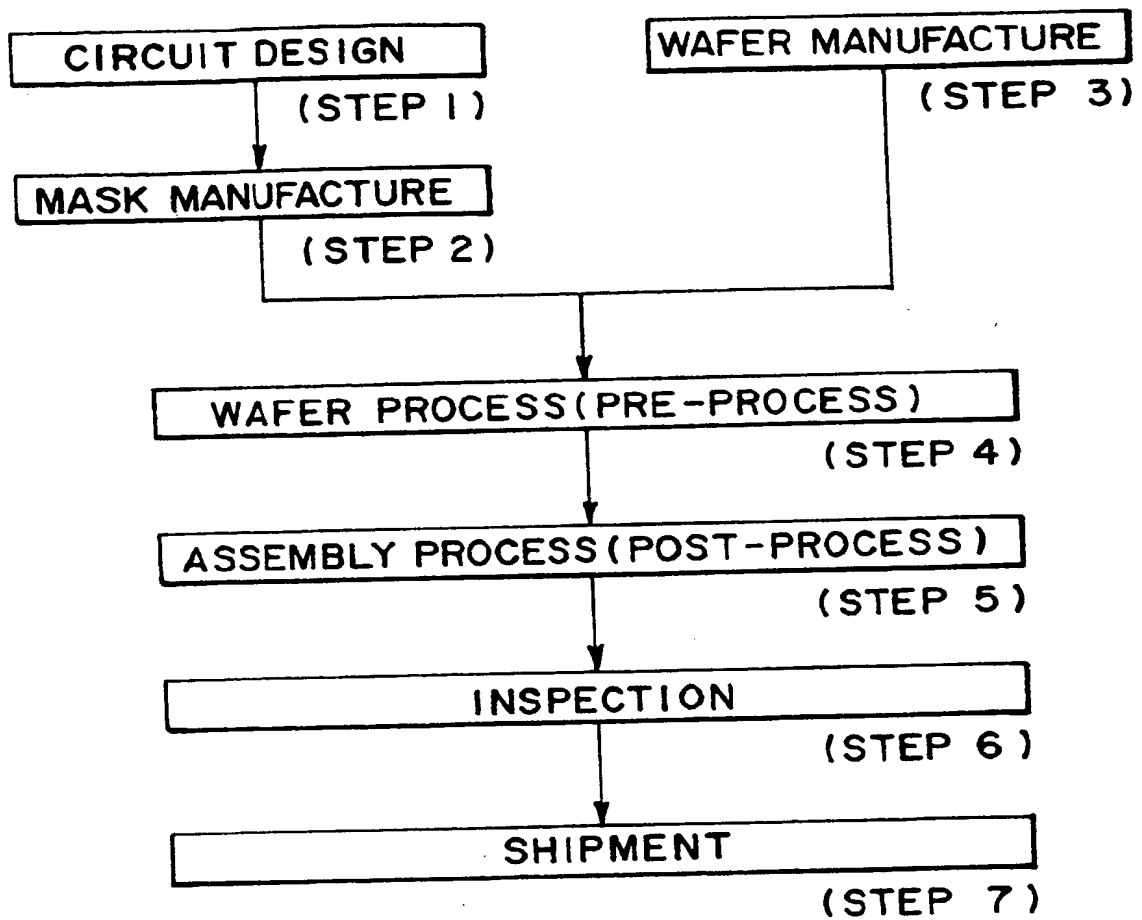 CIRCUIT DESIGN
(STEP 1)
WAFER MANUFACTURE
(STEP 3)
MASK MANUFACTURE
(STEP 2)
WAFER PROCESS (PRE-PROCESS)
(STEP 4)
ASSEMBLY PROCESS (POST-PROCESS)
(STEP 5)
INSPECTION
(STEP 6)
SHIPMENT
(STEP 7)